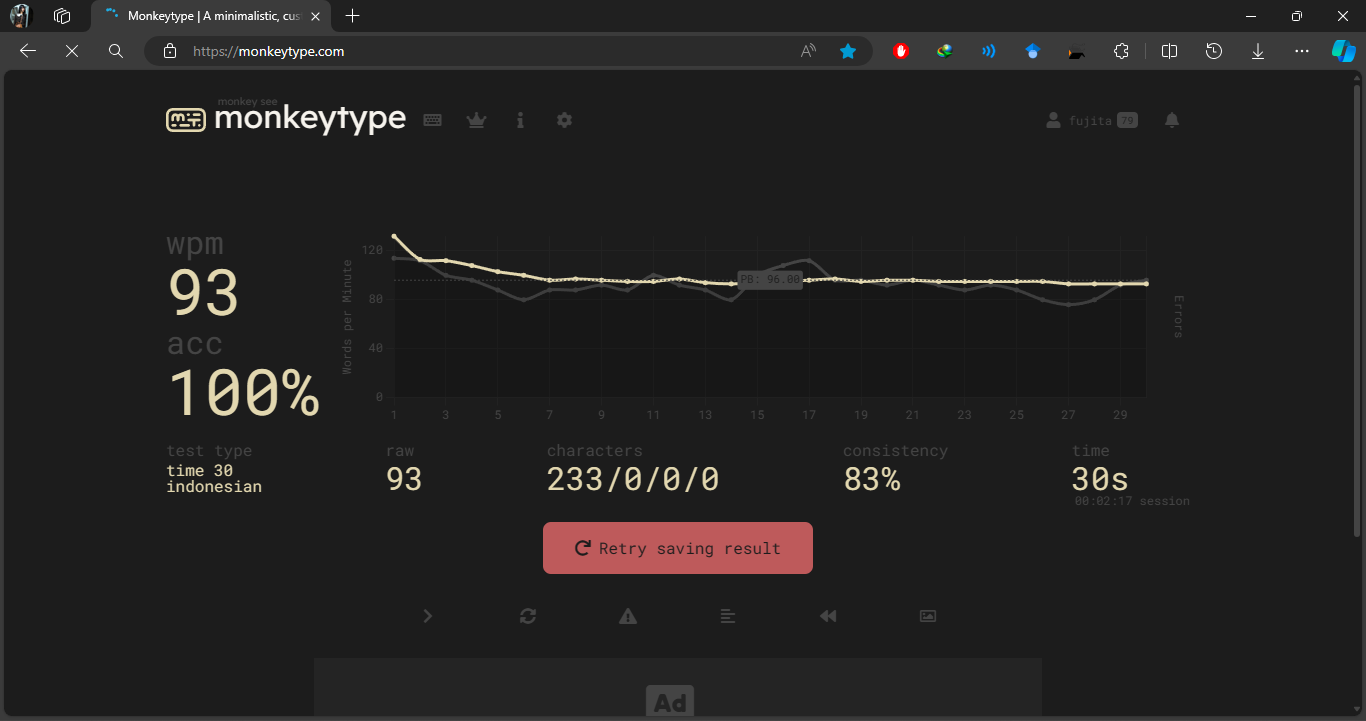 Monkeytype | A minimalistic, cus
https://monkeytype.com
monkey see
monkeytype
fujita 79
wpm
93
acc
100%
Words per Minute
120
80
40
0
PB: 96.00
Errors
1 3 5 7 9 11 13 15 17 19 21 23 25 27 29
test type
time 30
indonesian
raw
93
characters
233/0/0/0
consistency
83%
time
30s
00:02:17 session
Retry saving result
Ad